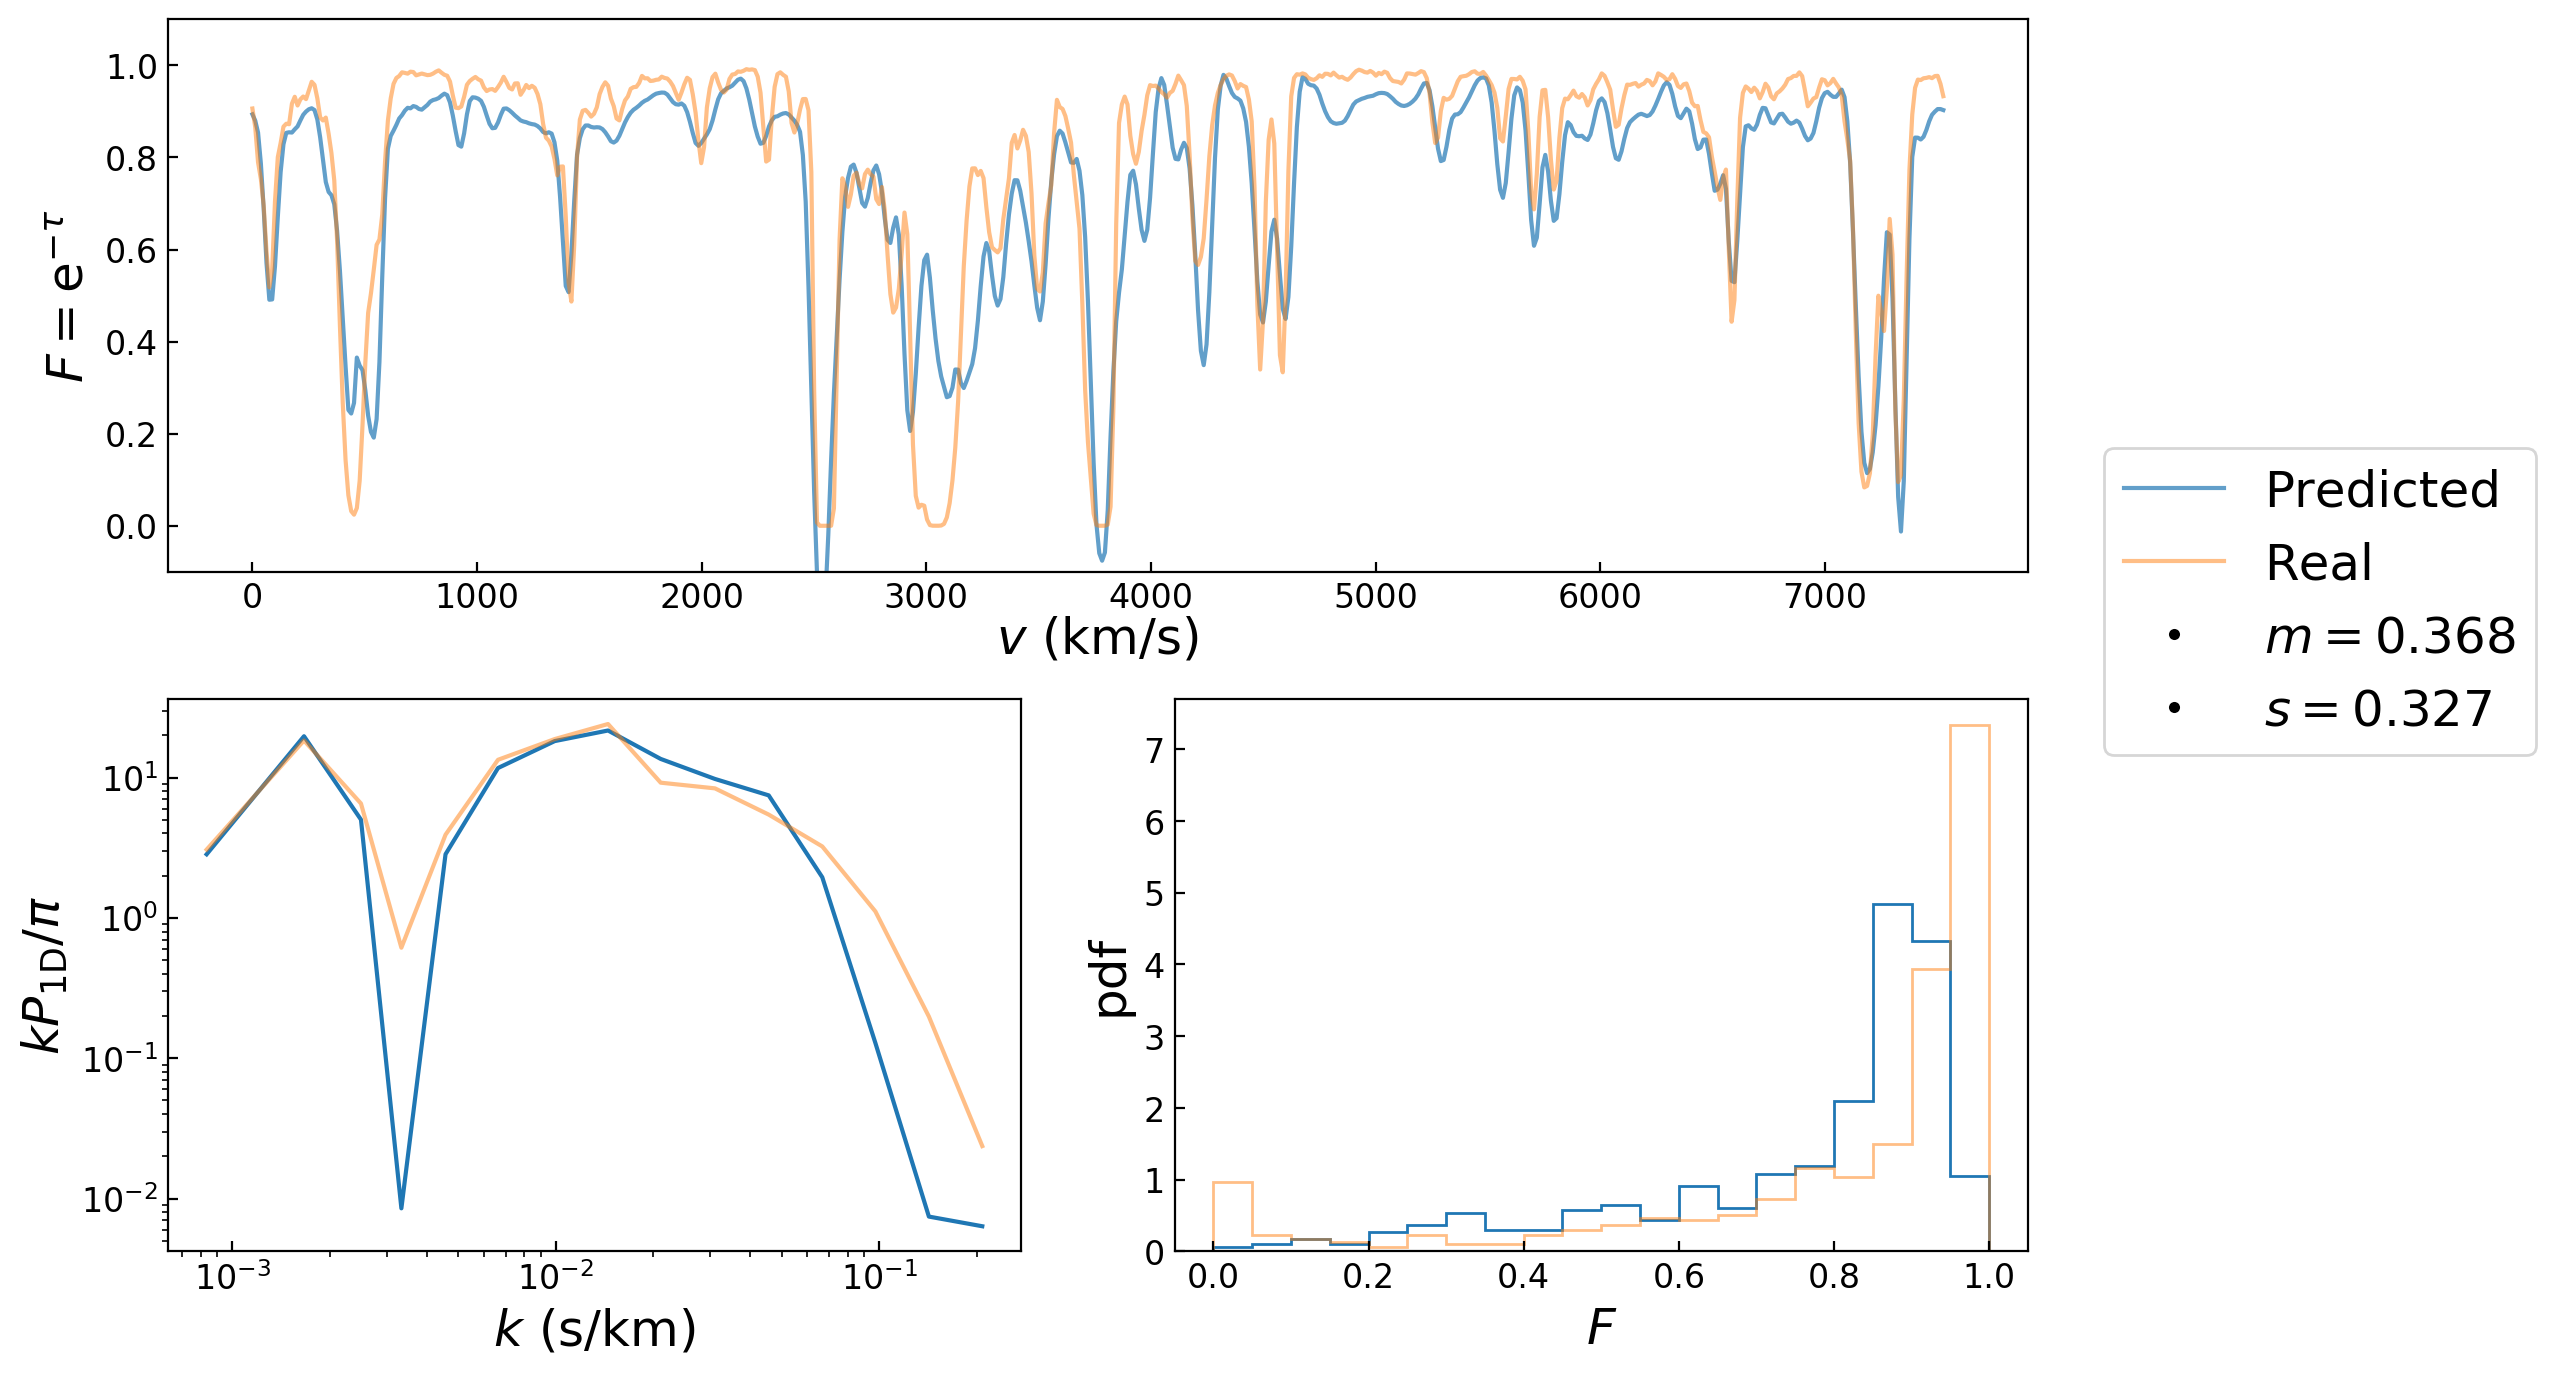 F = e^{−τ}
1.0
0.8
0.6
0.4
0.2
0.0
0 1000 2000 3000 4000 5000 6000 7000
v (km/s)
Predicted
Real
m = 0.368
s = 0.327
kP_{1D}/π
10^1
10^0
10^{−1}
10^{−2}
10^{−3} 10^{−2} 10^{−1}
k (s/km)
pdf
7
6
5
4
3
2
1
0
0.0 0.2 0.4 0.6 0.8 1.0
F